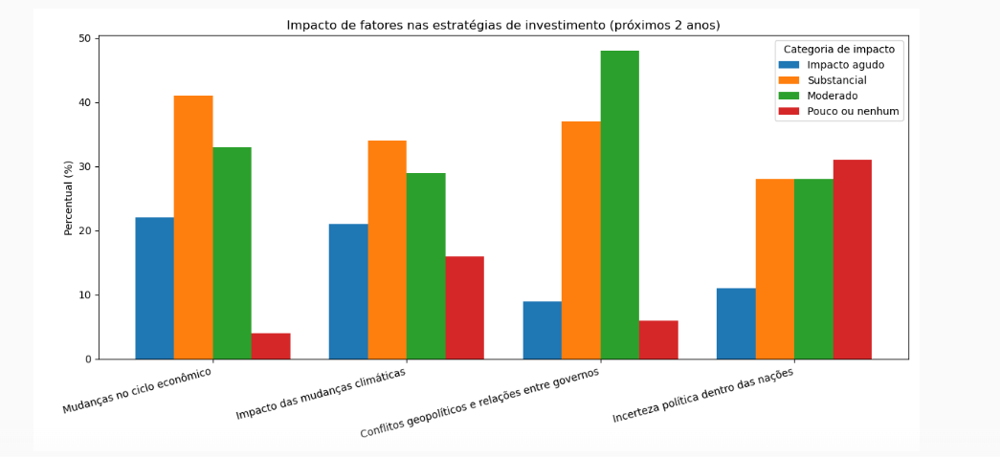 Impacto de fatores nas estratégias de investimento (próximos 2 anos)
Categoria de impacto
Impacto agudo
Substancial
Moderado
Pouco ou nenhum
Percentual (%)
50
40
30
20
10
0
Mudanças no ciclo econômico
Impacto das mudanças climáticas
Conflitos geopolíticos e relações entre governos
Incerteza política dentro das nações